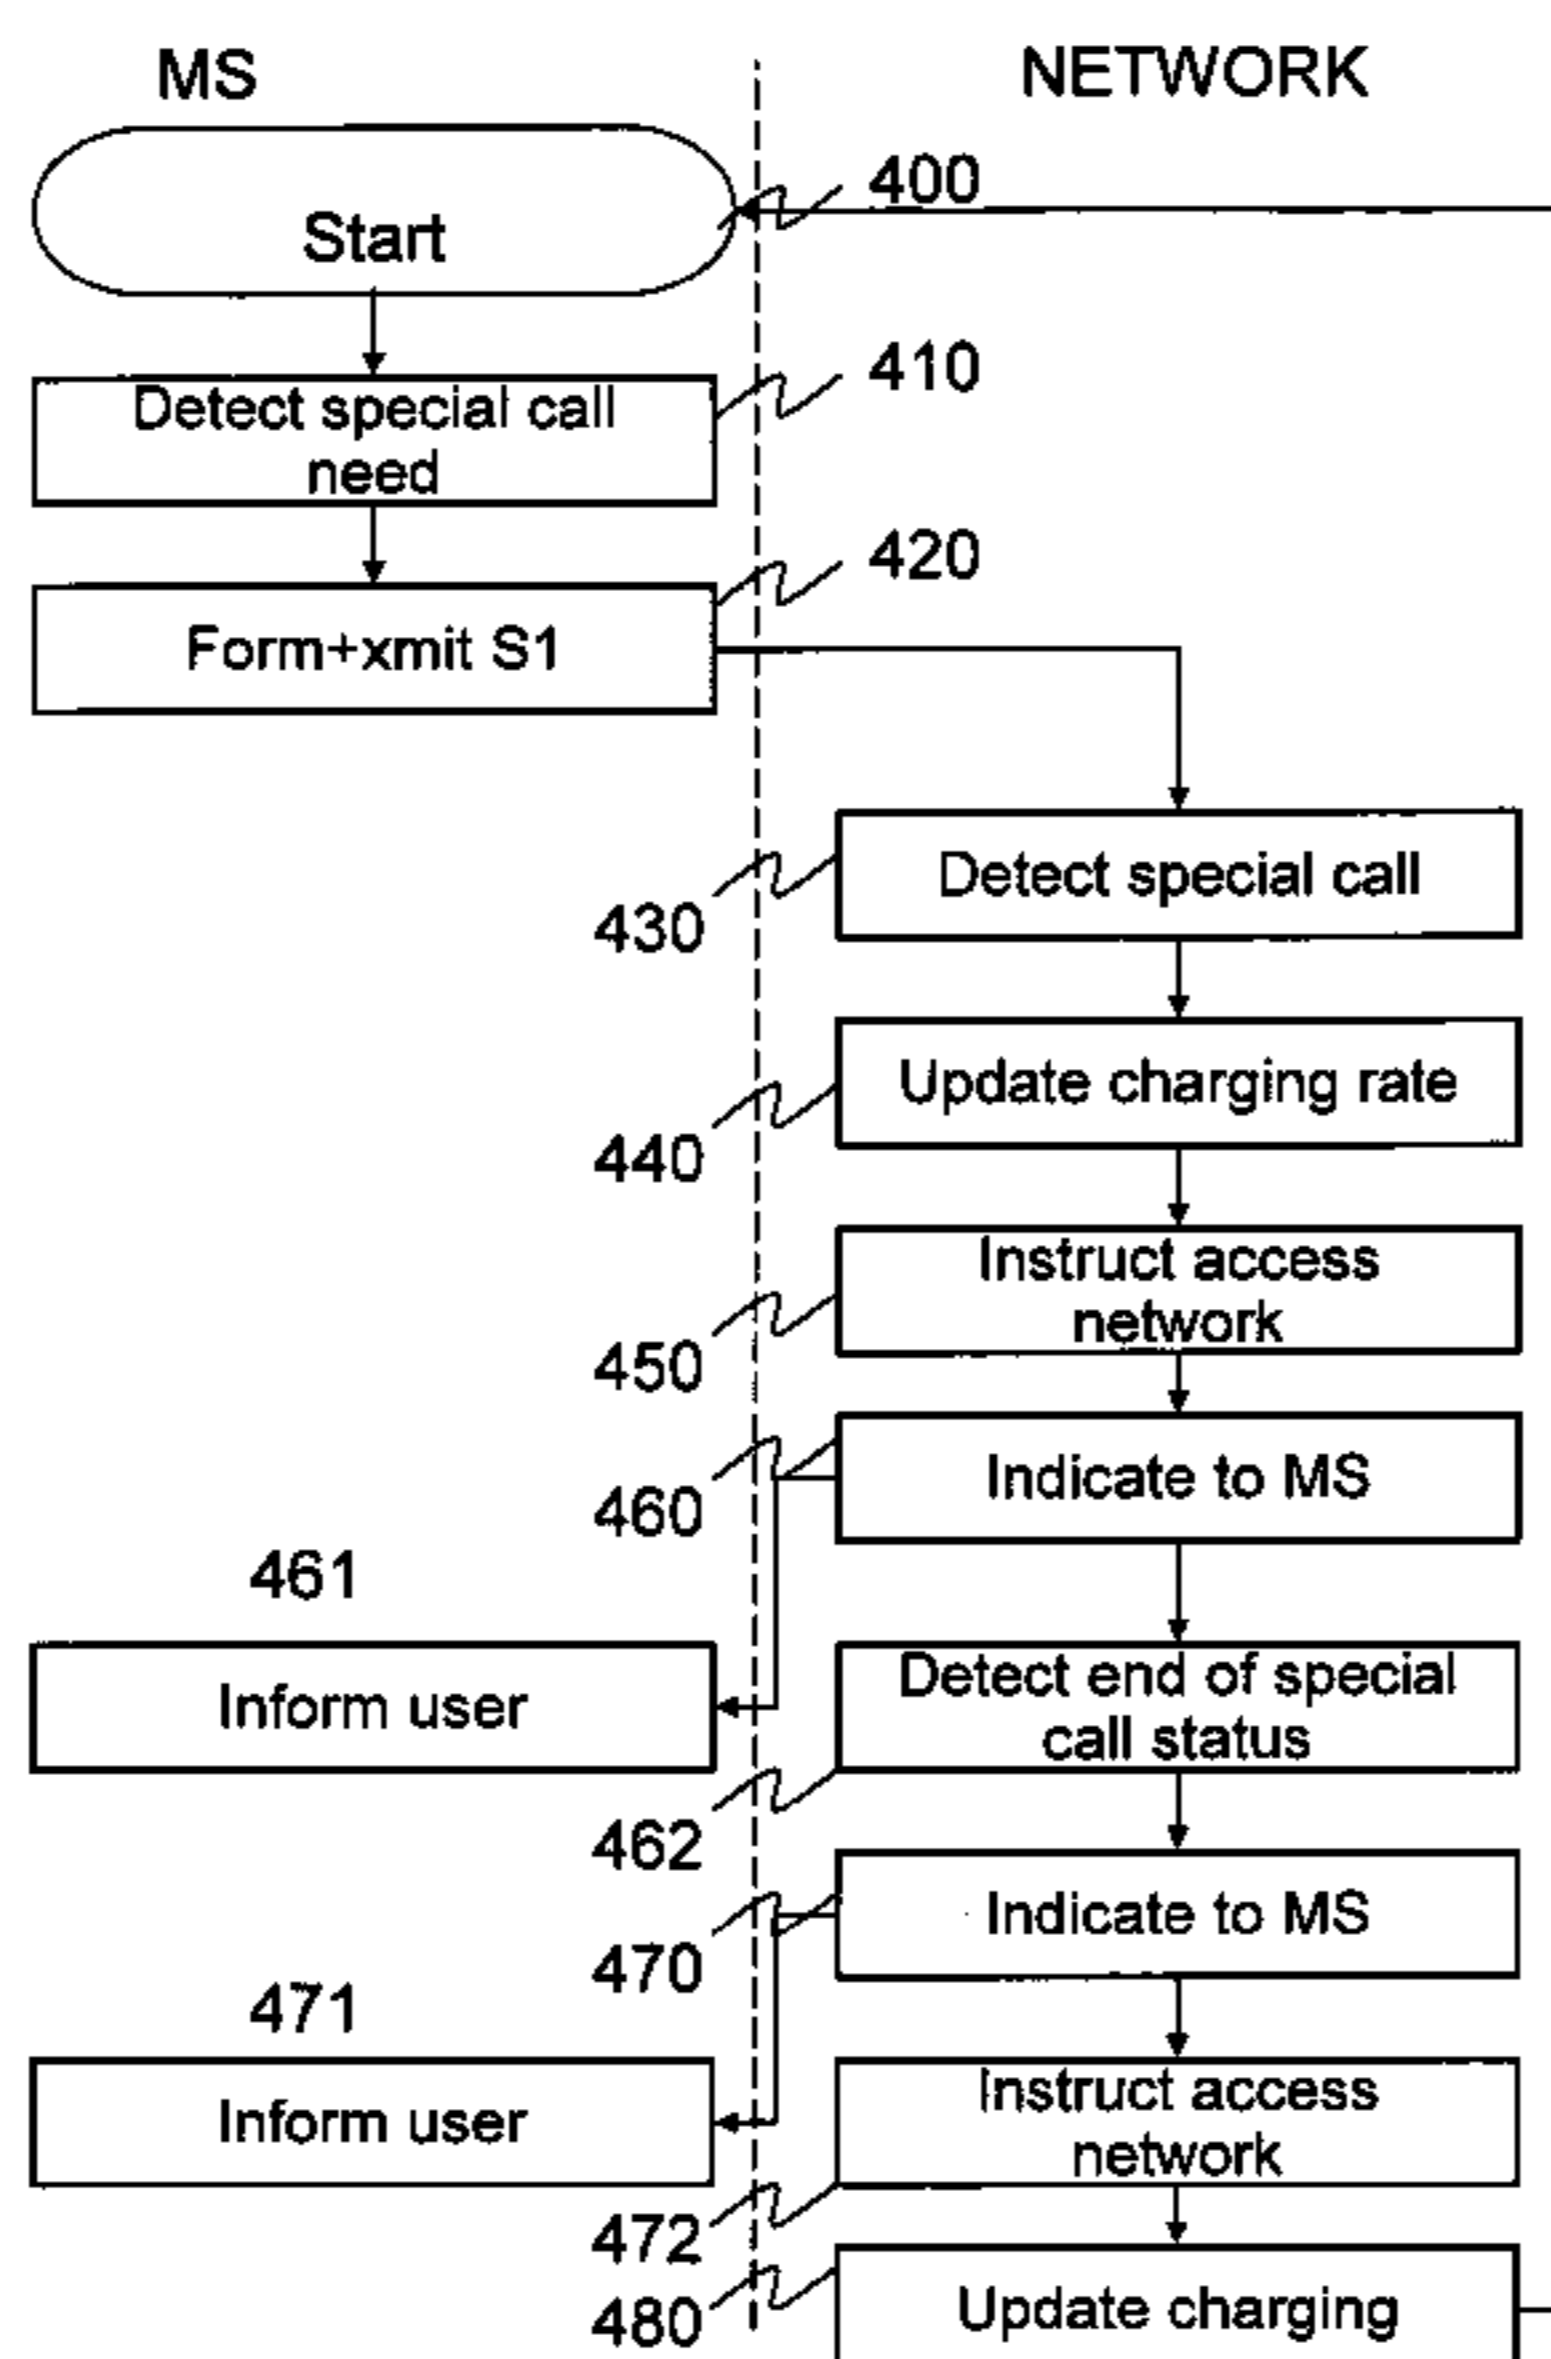 MS
NETWORK
400
Start
410
Detect special call
need
420
Form+xmit S1
Detect special call
430
Update charging rate
440
Instruct access
network
450
Indicate to MS
460
461
Inform user
Detect end of special
call status
462
Indicate to MS
470
471
Inform user
Instruct access
network
472
Update charging
480